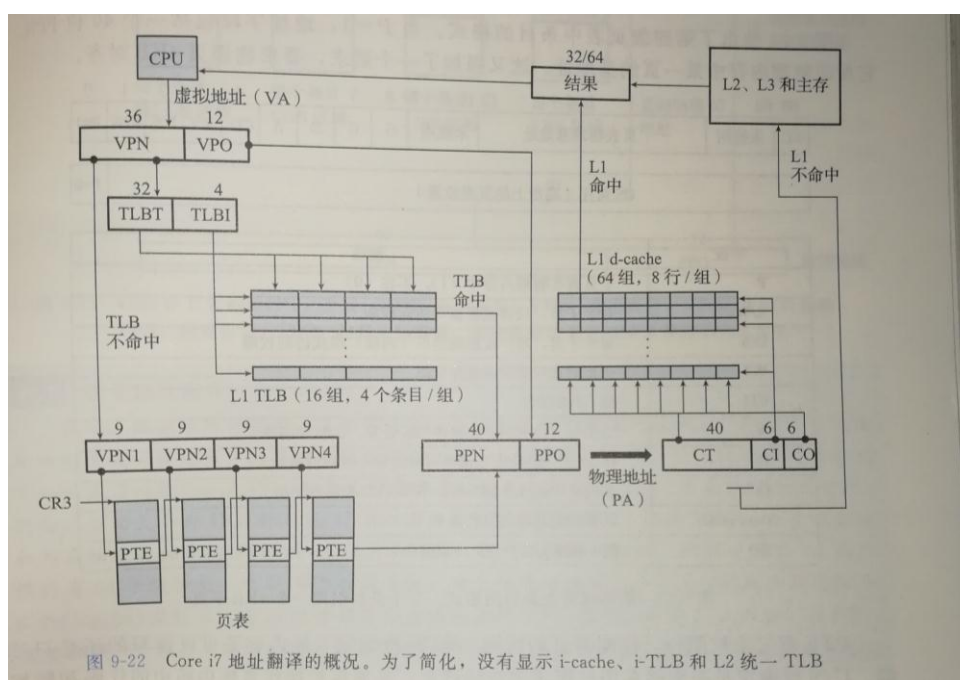 CPU
32/64
结果
L2、L3 和主存
虚拟地址（VA）
36 12
VPN VPO
L1
命中
L1
不命中
32 4
TLBT TLBI
L1 d-cache
（64 组，8 行/组）
TLB
命中
TLB
不命中
L1 TLB（16 组，4 个条目/组）
9 9 9 9
VPN1 VPN2 VPN3 VPN4
40 12
PPN PPO
物理地址
（PA）
40 6 6
CT CI CO
CR3
PTE PTE PTE PTE
页表
图 9-22 Core i7 地址翻译的概况。为了简化，没有显示 i-cache、i-TLB 和 L2 统一 TLB